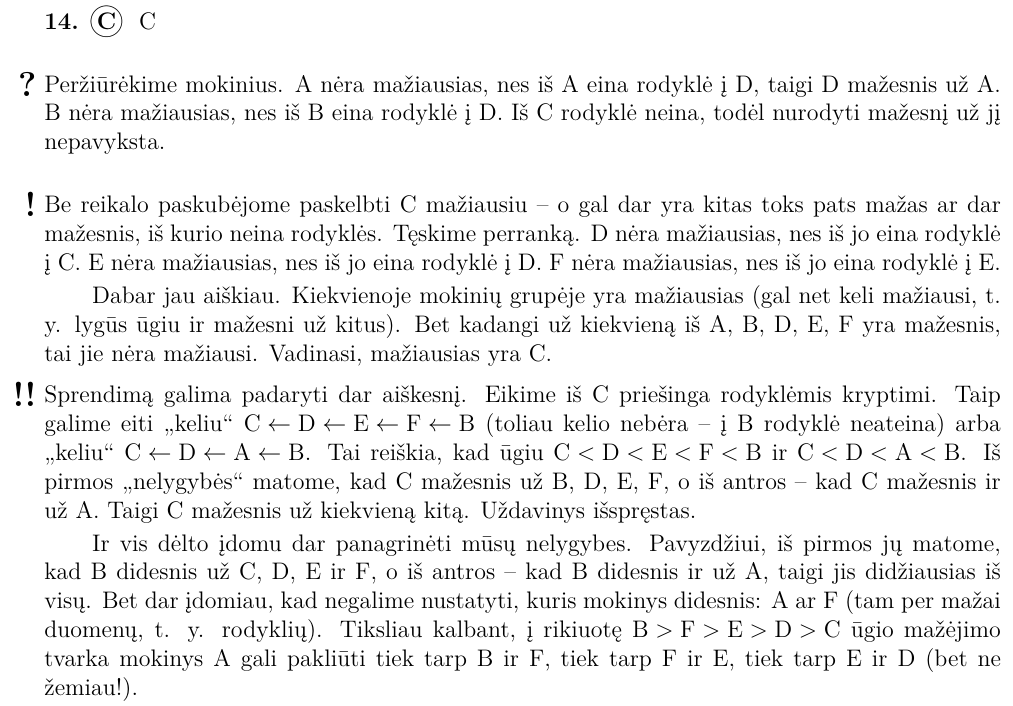 14. Ⓒ C
? Peržiūrėkime mokinius. A nėra mažiausias, nes iš A eina rodyklė į D, taigi D mažesnis už A.
B nėra mažiausias, nes iš B eina rodyklė į D. Iš C rodyklė neina, todėl nurodyti mažesnį už jį
nepavyksta.
! Be reikalo paskubėjome paskelbti C mažiausiu – o gal dar yra kitas toks pats mažas ar dar
mažesnis, iš kurio neina rodyklės. Tęskime perranką. D nėra mažiausias, nes iš jo eina rodyklė
į C. E nėra mažiausias, nes iš jo eina rodyklė į D. F nėra mažiausias, nes iš jo eina rodyklė į E.
Dabar jau aiškiau. Kiekvienoje mokinių grupėje yra mažiausias (gal net keli mažiausi, t.
y. lygūs ūgiu ir mažesni už kitus). Bet kadangi už kiekvieną iš A, B, D, E, F yra mažesnis,
tai jie nėra mažiausi. Vadinasi, mažiausias yra C.
!! Sprendimą galima padaryti dar aiškesnį. Eikime iš C priešinga rodyklėmis kryptimi. Taip
galime eiti „keliu“ C ← D ← E ← F ← B (toliau kelio nebėra – į B rodyklė neateina) arba
„keliu“ C ← D ← A ← B. Tai reiškia, kad ūgiu C < D < E < F < B ir C < D < A < B. Iš
pirmos „nelygybės“ matome, kad C mažesnis už B, D, E, F, o iš antros – kad C mažesnis ir
už A. Taigi C mažesnis už kiekvieną kitą. Uždavinys išspręstas.
Ir vis dėlto įdomu dar panagrinėti mūsų nelygybes. Pavyzdžiui, iš pirmos jų matome,
kad B didesnis už C, D, E ir F, o iš antros – kad B didesnis ir už A, taigi jis didžiausias iš
visų. Bet dar įdomiau, kad negalime nustatyti, kuris mokinys didesnis: A ar F (tam per mažai
duomenų, t. y. rodyklių). Tiksliau kalbant, į rikiuotę B > F > E > D > C ūgio mažėjimo
tvarka mokinys A gali pakliūti tiek tarp B ir F, tiek tarp F ir E, tiek tarp E ir D (bet ne
žemiau!).